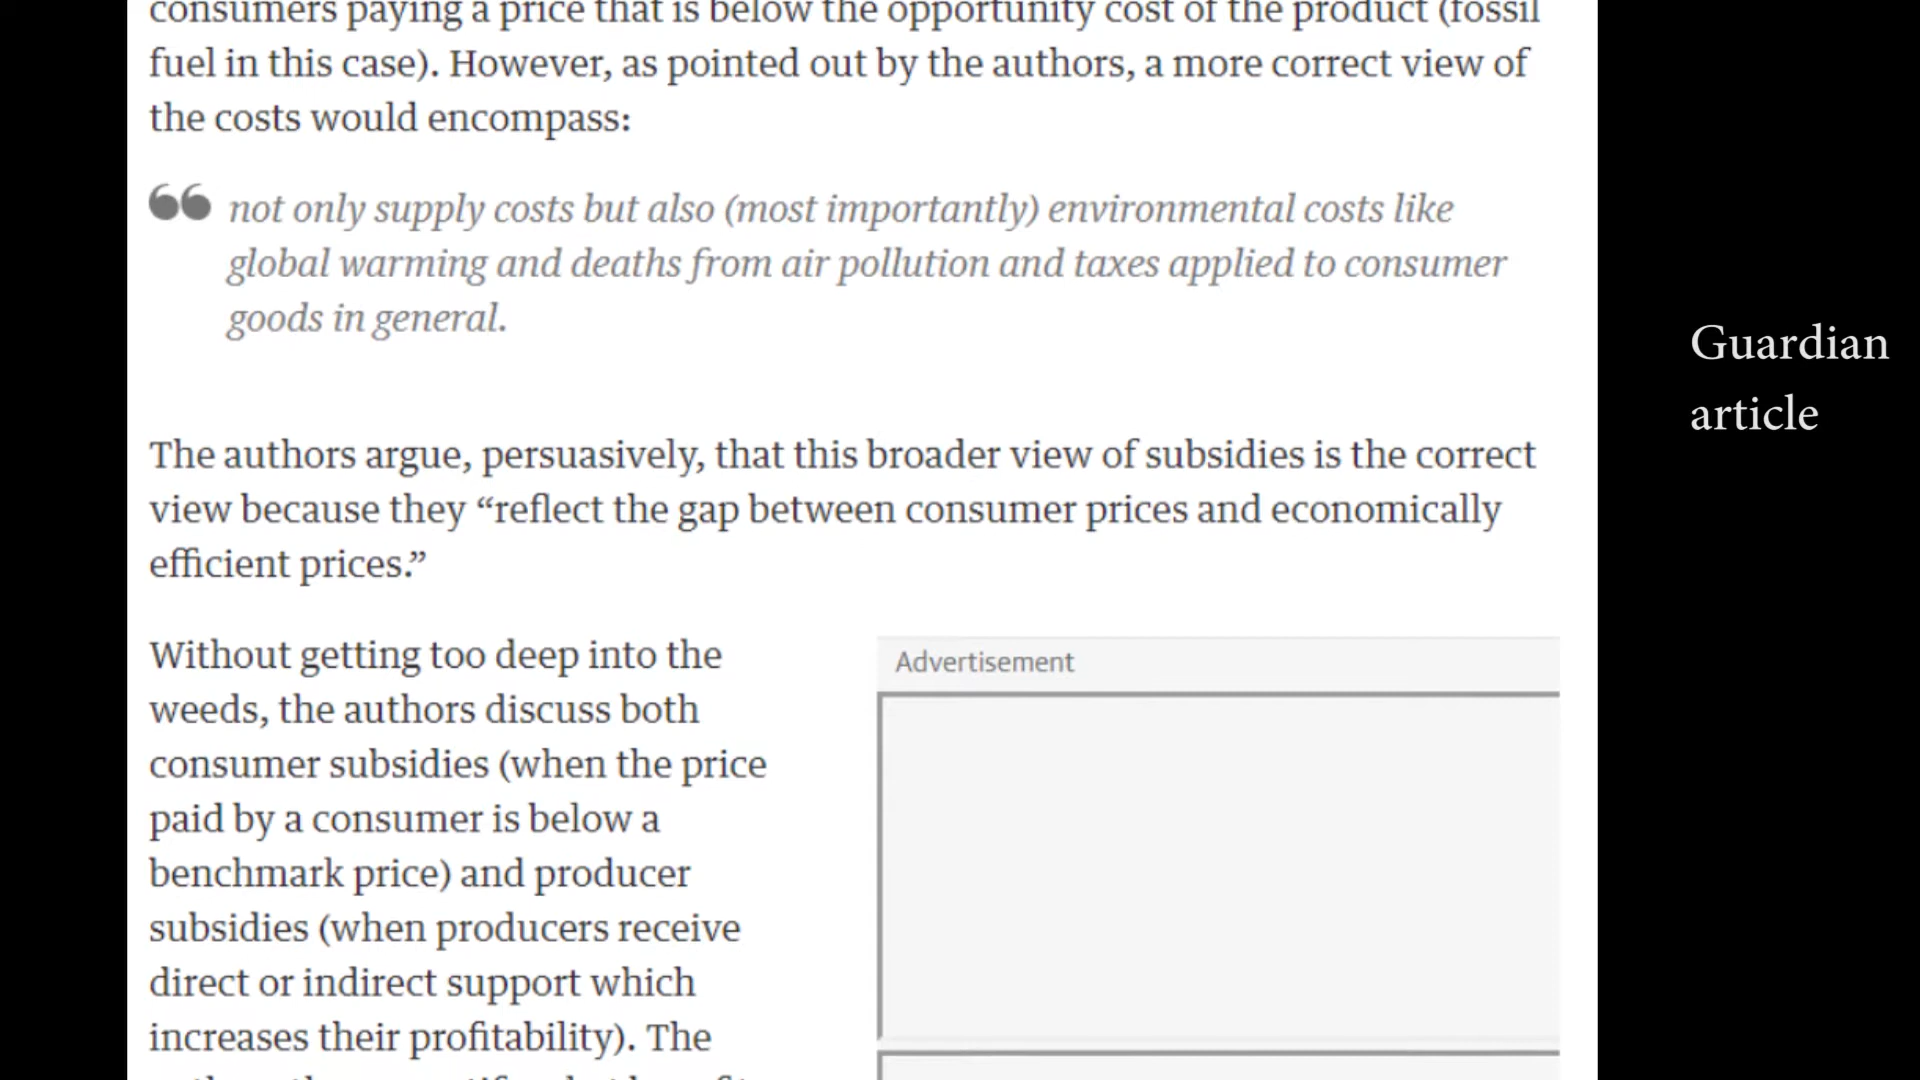 consumers paying a price that is below the opportunity cost of the product (fossil
fuel in this case). However, as pointed out by the authors, a more correct view of
the costs would encompass:
not only supply costs but also (most importantly) environmental costs like
global warming and deaths from air pollution and taxes applied to consumer
goods in general.
The authors argue, persuasively, that this broader view of subsidies is the correct
view because they “reflect the gap between consumer prices and economically
efficient prices.”
Without getting too deep into the
weeds, the authors discuss both
consumer subsidies (when the price
paid by a consumer is below a
benchmark price) and producer
subsidies (when producers receive
direct or indirect support which
increases their profitability). The
Advertisement
Guardian
article